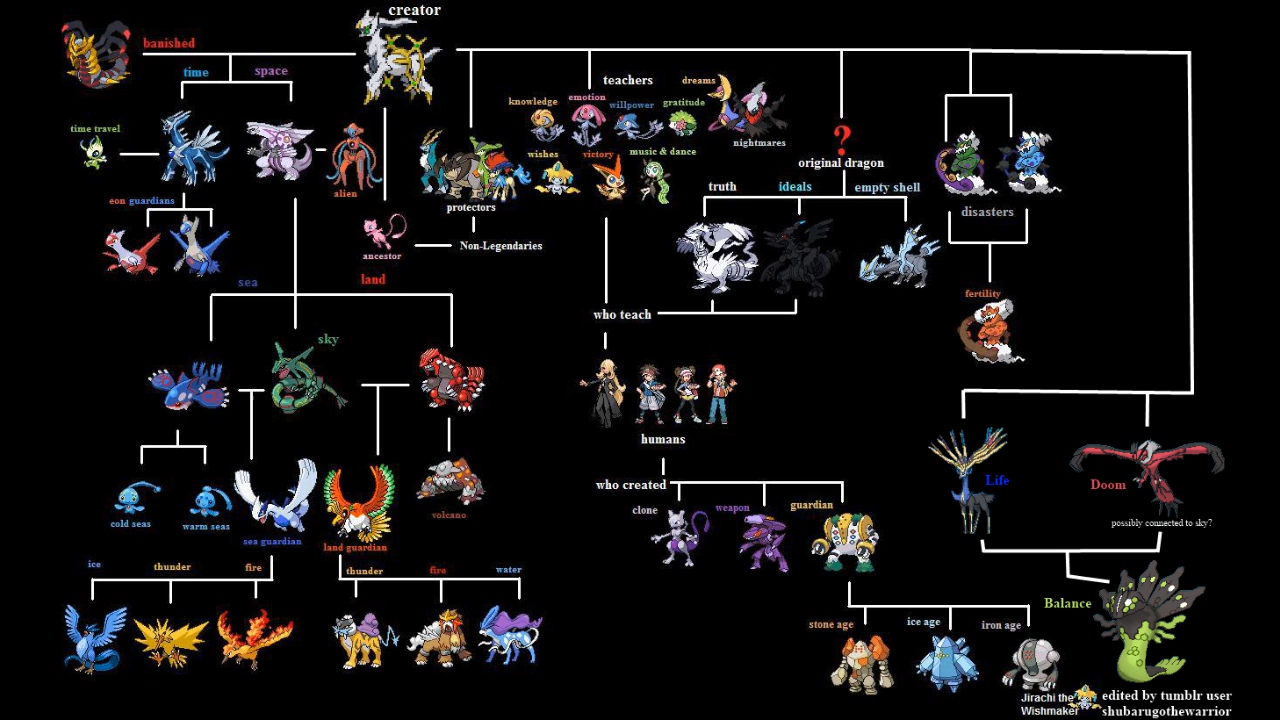 creator
banished
time
space
teachers
dreams
knowledge
emotion
willpower
gratitude
time travel
nightmares
?
wishes
victory
music & dance
original dragon
alien
truth
ideals
empty shell
eon guardians
protectors
disasters
Non-Legendaries
ancestor
sea
land
fertility
who teach
sky
humans
Life
Doom
who created
clone
weapon
guardian
volcano
cold seas
warm seas
possibly connected to sky?
sea guardian
land guardian
ice
thunder
fire
thunder
fire
water
Balance
stone age
ice age
iron age
Jirachi the
Wishmaker
edited by tumblr user
shubarugothewarrior